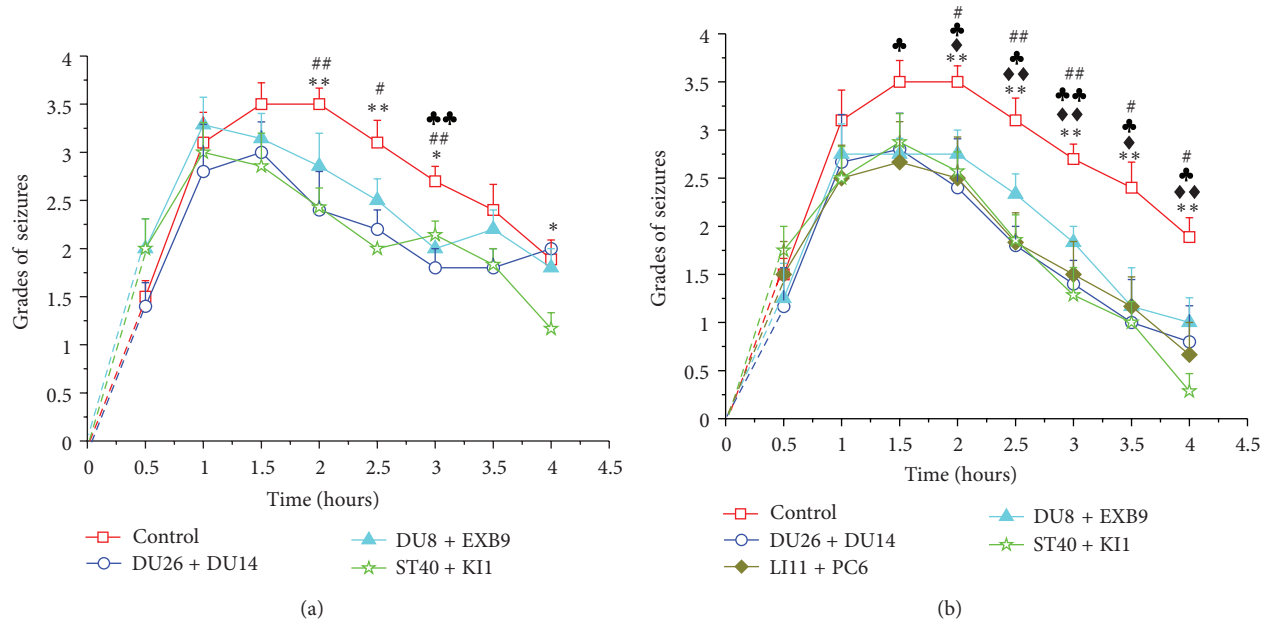 ##
**
#
**
♣♣
##
*
*
4
3.5
3
2.5
2
1.5
1
0.5
0
Grades of seizures
0 0.5 1 1.5 2 2.5 3 3.5 4 4.5
Time (hours)
Control
DU26 + DU14
DU8 + EXB9
ST40 + KI1
(a)
♣
#
♣
♦
**
##
♣
♦♦
**
##
♣♣
♦♦
**
#
♣
♦
**
#
♣
♦♦
**
4
3.5
3
2.5
2
1.5
1
0.5
0
Grades of seizures
0 0.5 1 1.5 2 2.5 3 3.5 4 4.5
Time (hours)
Control
DU26 + DU14
LI11 + PC6
DU8 + EXB9
ST40 + KI1
(b)